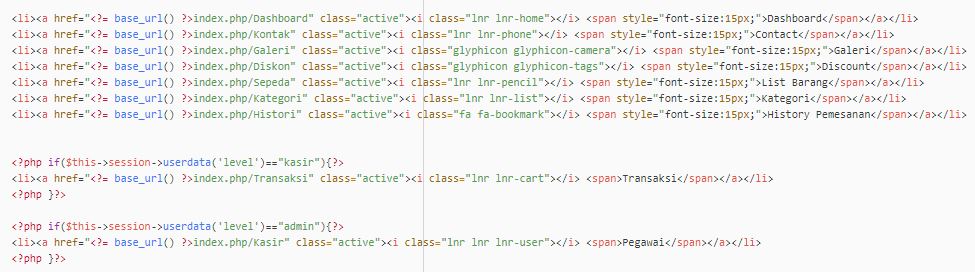 <li><a href="<?= base_url() ?>index.php/Dashboard" class="active"><i class="lnr lnr-home"></i> <span style="font-size:15px;">Dashboard</span></a></li>
<li><a href="<?= base_url() ?>index.php/Kontak" class="active"><i class="lnr lnr-phone"></i> <span style="font-size:15px;">Contact</span></a></li>
<li><a href="<?= base_url() ?>index.php/Galeri" class="active"><i class="glyphicon glyphicon-camera"></i> <span style="font-size:15px;">Galeri</span></a></li>
<li><a href="<?= base_url() ?>index.php/Diskon" class="active"><i class="glyphicon glyphicon-tags"></i> <span style="font-size:15px;">Discount</span></a></li>
<li><a href="<?= base_url() ?>index.php/Sepeda" class="active"><i class="lnr lnr-pencil"></i> <span style="font-size:15px;">List Barang</span></a></li>
<li><a href="<?= base_url() ?>index.php/Kategori" class="active"><i class="lnr lnr-list"></i> <span style="font-size:15px;">Kategori</span></a></li>
<li><a href="<?= base_url() ?>index.php/Histori" class="active"><i class="fa fa-bookmark"></i> <span style="font-size:15px;">History Pemesanan</span></a></li>
<?php if($this->session->userdata('level')=="kasir"){?>
<li><a href="<?= base_url() ?>index.php/Transaksi" class="active"><i class="lnr lnr-cart"></i> <span>Transaksi</span></a></li>
<?php }?>
<?php if($this->session->userdata('level')=="admin"){?>
<li><a href="<?= base_url() ?>index.php/Kasir" class="active"><i class="lnr lnr lnr-user"></i> <span>Pegawai</span></a></li>
<?php }?>